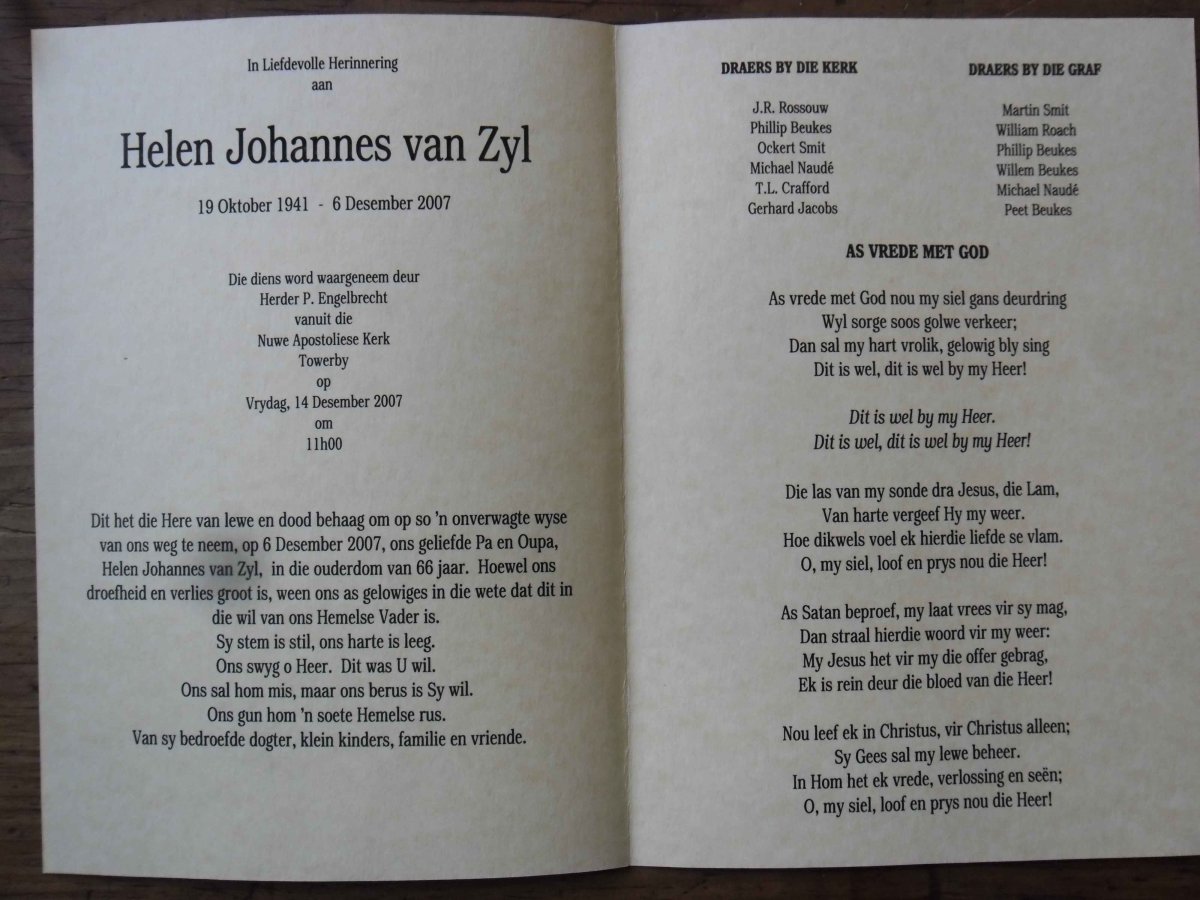 In Liefdevolle Herinnering
aan
Helen Johannes van Zyl
19 Oktober 1941 - 6 Desember 2007
Die diens word waargeneem deur
Herder P. Engelbrecht
vanuit die
Nuwe Apostoliese Kerk
Towerby
op
Vrydag, 14 Desember 2007
om
11h00
Dit het die Here van lewe en dood behaag om op so 'n onverwagte wyse
van ons weg te neem, op 6 Desember 2007, ons geliefde Pa en Oupa,
Helen Johannes van Zyl, in die ouderdom van 66 jaar. Hoewel ons
droefheid en verlies groot is, ween ons as gelowiges in die wete dat dit in
die wil van ons Hemelse Vader is.
Sy stem is stil, ons harte is leeg.
Ons swyg o Heer. Dit was U wil.
Ons sal hom mis, maar ons berus is Sy wil.
Ons gun hom 'n soete Hemelse rus.
Van sy bedroefde dogter, klein kinders, familie en vriende.
DRAERS BY DIE KERK
J.R. Rossouw
Phillip Beukes
Ockert Smit
Michael Naudé
T.L. Crafford
Gerhard Jacobs
DRAERS BY DIE GRAF
Martin Smit
William Roach
Phillip Beukes
Willem Beukes
Michael Naudé
Peet Beukes
AS VREDE MET GOD
As vrede met God nou my siel gans deurdring
Wyl sorge soos golwe verkeer;
Dan sal my hart vrolik, gelowig bly sing
Dit is wel, dit is wel by my Heer!
Dit is wel by my Heer.
Dit is wel, dit is wel by my Heer!
Die las van my sonde dra Jesus, die Lam,
Van harte vergeef Hy my weer.
Hoe dikwels voel ek hierdie liefde se vlam.
O, my siel, loof en prys nou die Heer!
As Satan beproef, my laat vrees vir sy mag,
Dan straal hierdie woord vir my weer:
My Jesus het vir my die offer gebrag,
Ek is rein deur die bloed van die Heer!
Nou leef ek in Christus, vir Christus alleen;
Sy Gees sal my lewe beheer.
In Hom het ek vrede, verlossing en seën;
O, my siel, loof en prys nou die Heer!